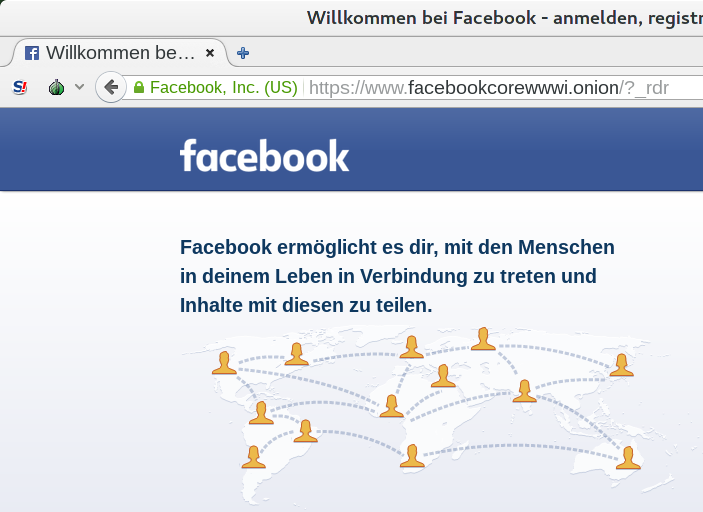 Willkommen bei Facebook - anmelden, registr
Willkommen be...
Facebook, Inc. (US) https://www.facebookcorewwwi.onion/?_rdr
facebook
Facebook ermöglicht es dir, mit den Menschen
in deinem Leben in Verbindung zu treten und
Inhalte mit diesen zu teilen.